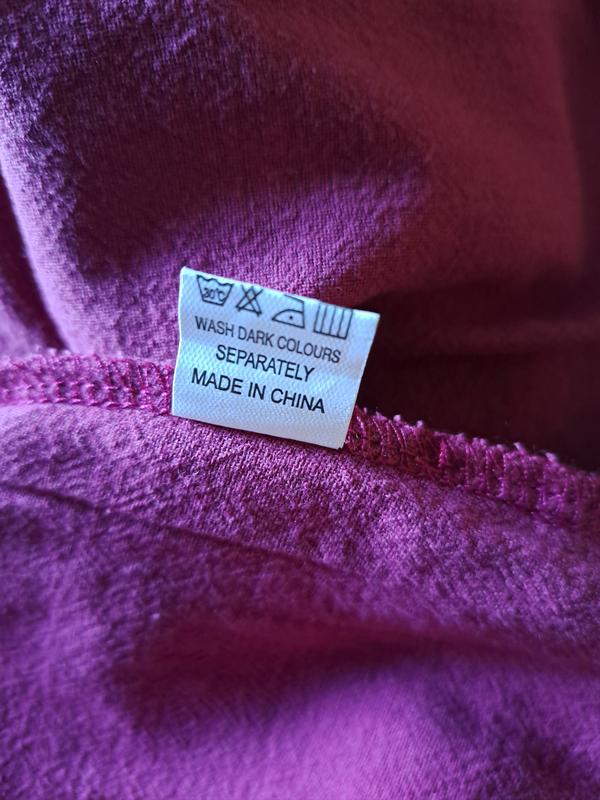 30°C
WASH DARK COLOURS
SEPARATELY
MADE IN CHINA